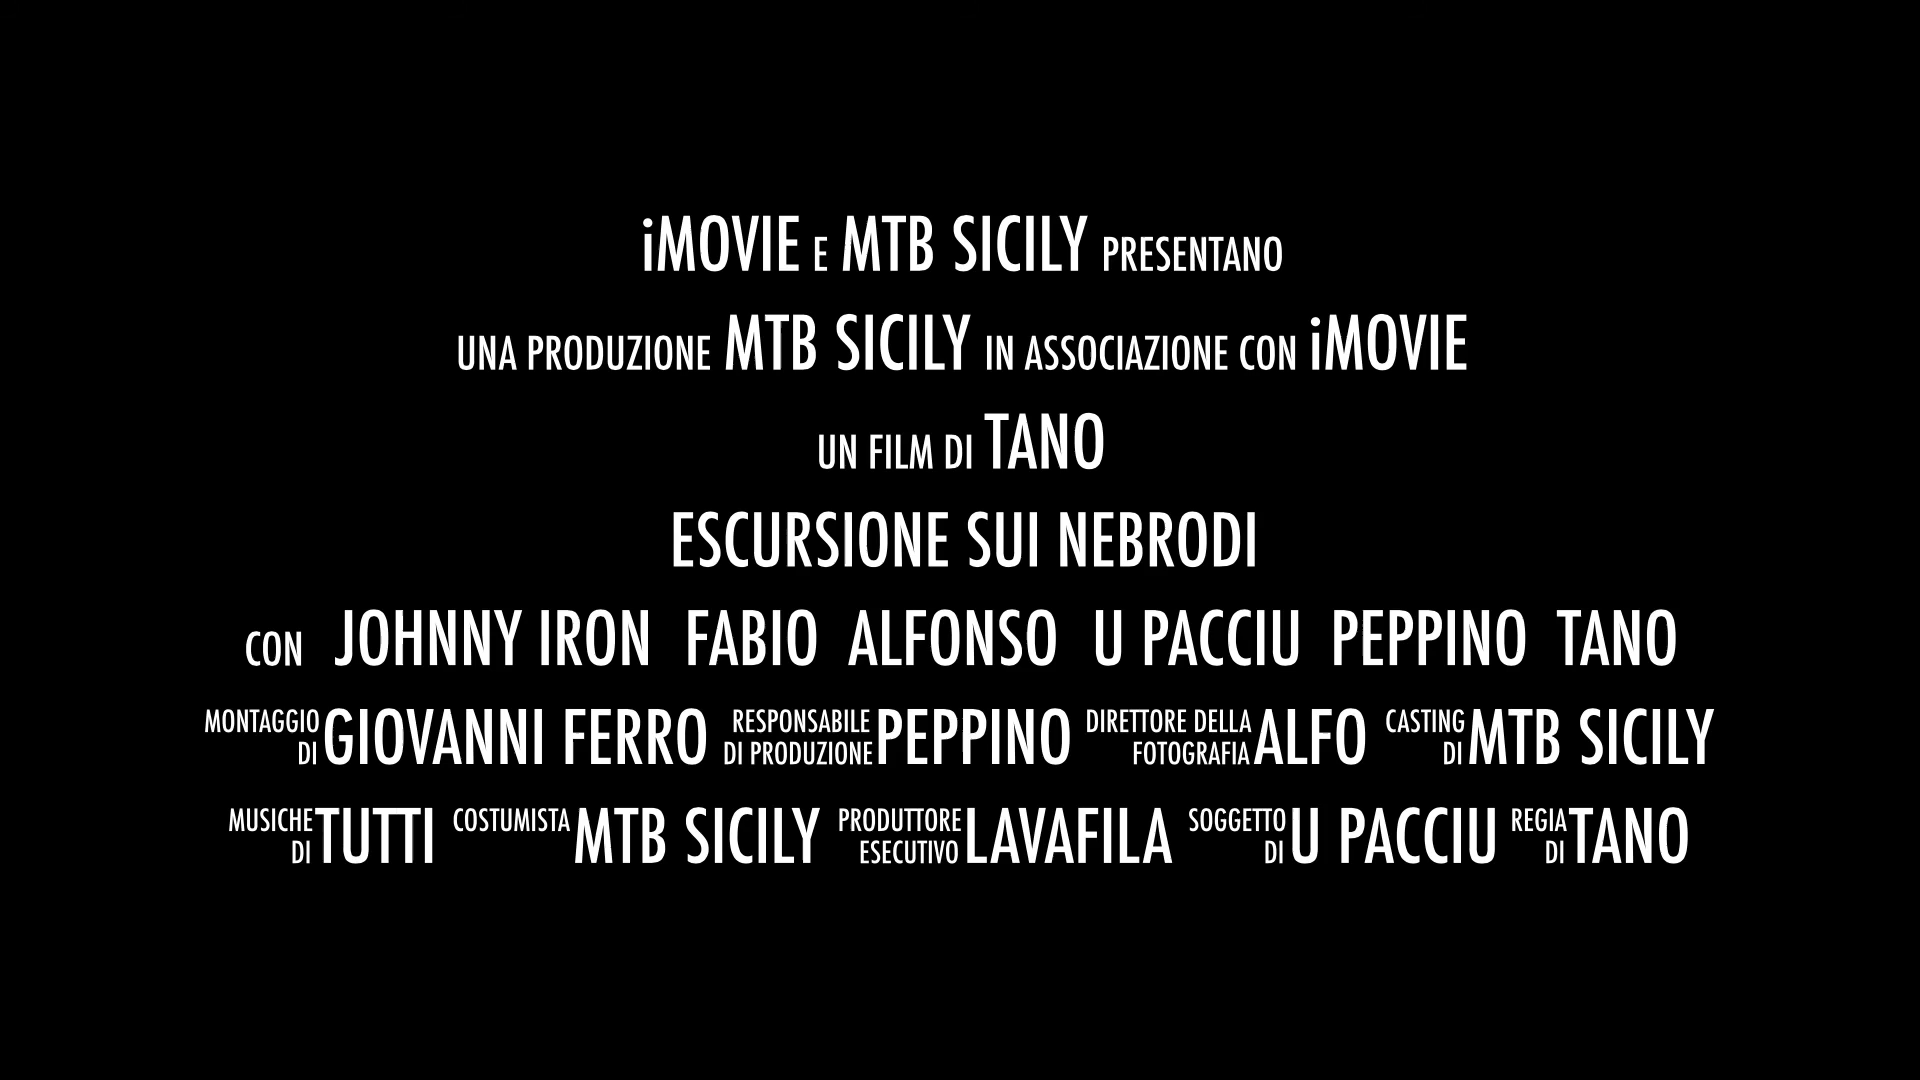 iMOVIE E MTB SICILY PRESENTANO
UNA PRODUZIONE MTB SICILY IN ASSOCIAZIONE CON iMOVIE
UN FILM DI TANO
ESCURSIONE SUI NEBRODI
CON JOHNNY IRON FABIO ALFONSO U PACCIU PEPPINO TANO
MONTAGGIO DI GIOVANNI FERRO RESPONSABILE DI PRODUZIONE PEPPINO DIRETTORE DELLA FOTOGRAFIA ALFO CASTING DI MTB SICILY
MUSICHE DI TUTTI COSTUMISTA MTB SICILY PRODUTTORE ESECUTIVO LAVAFILA SOGGETTO DI U PACCIU REGIA DI TANO